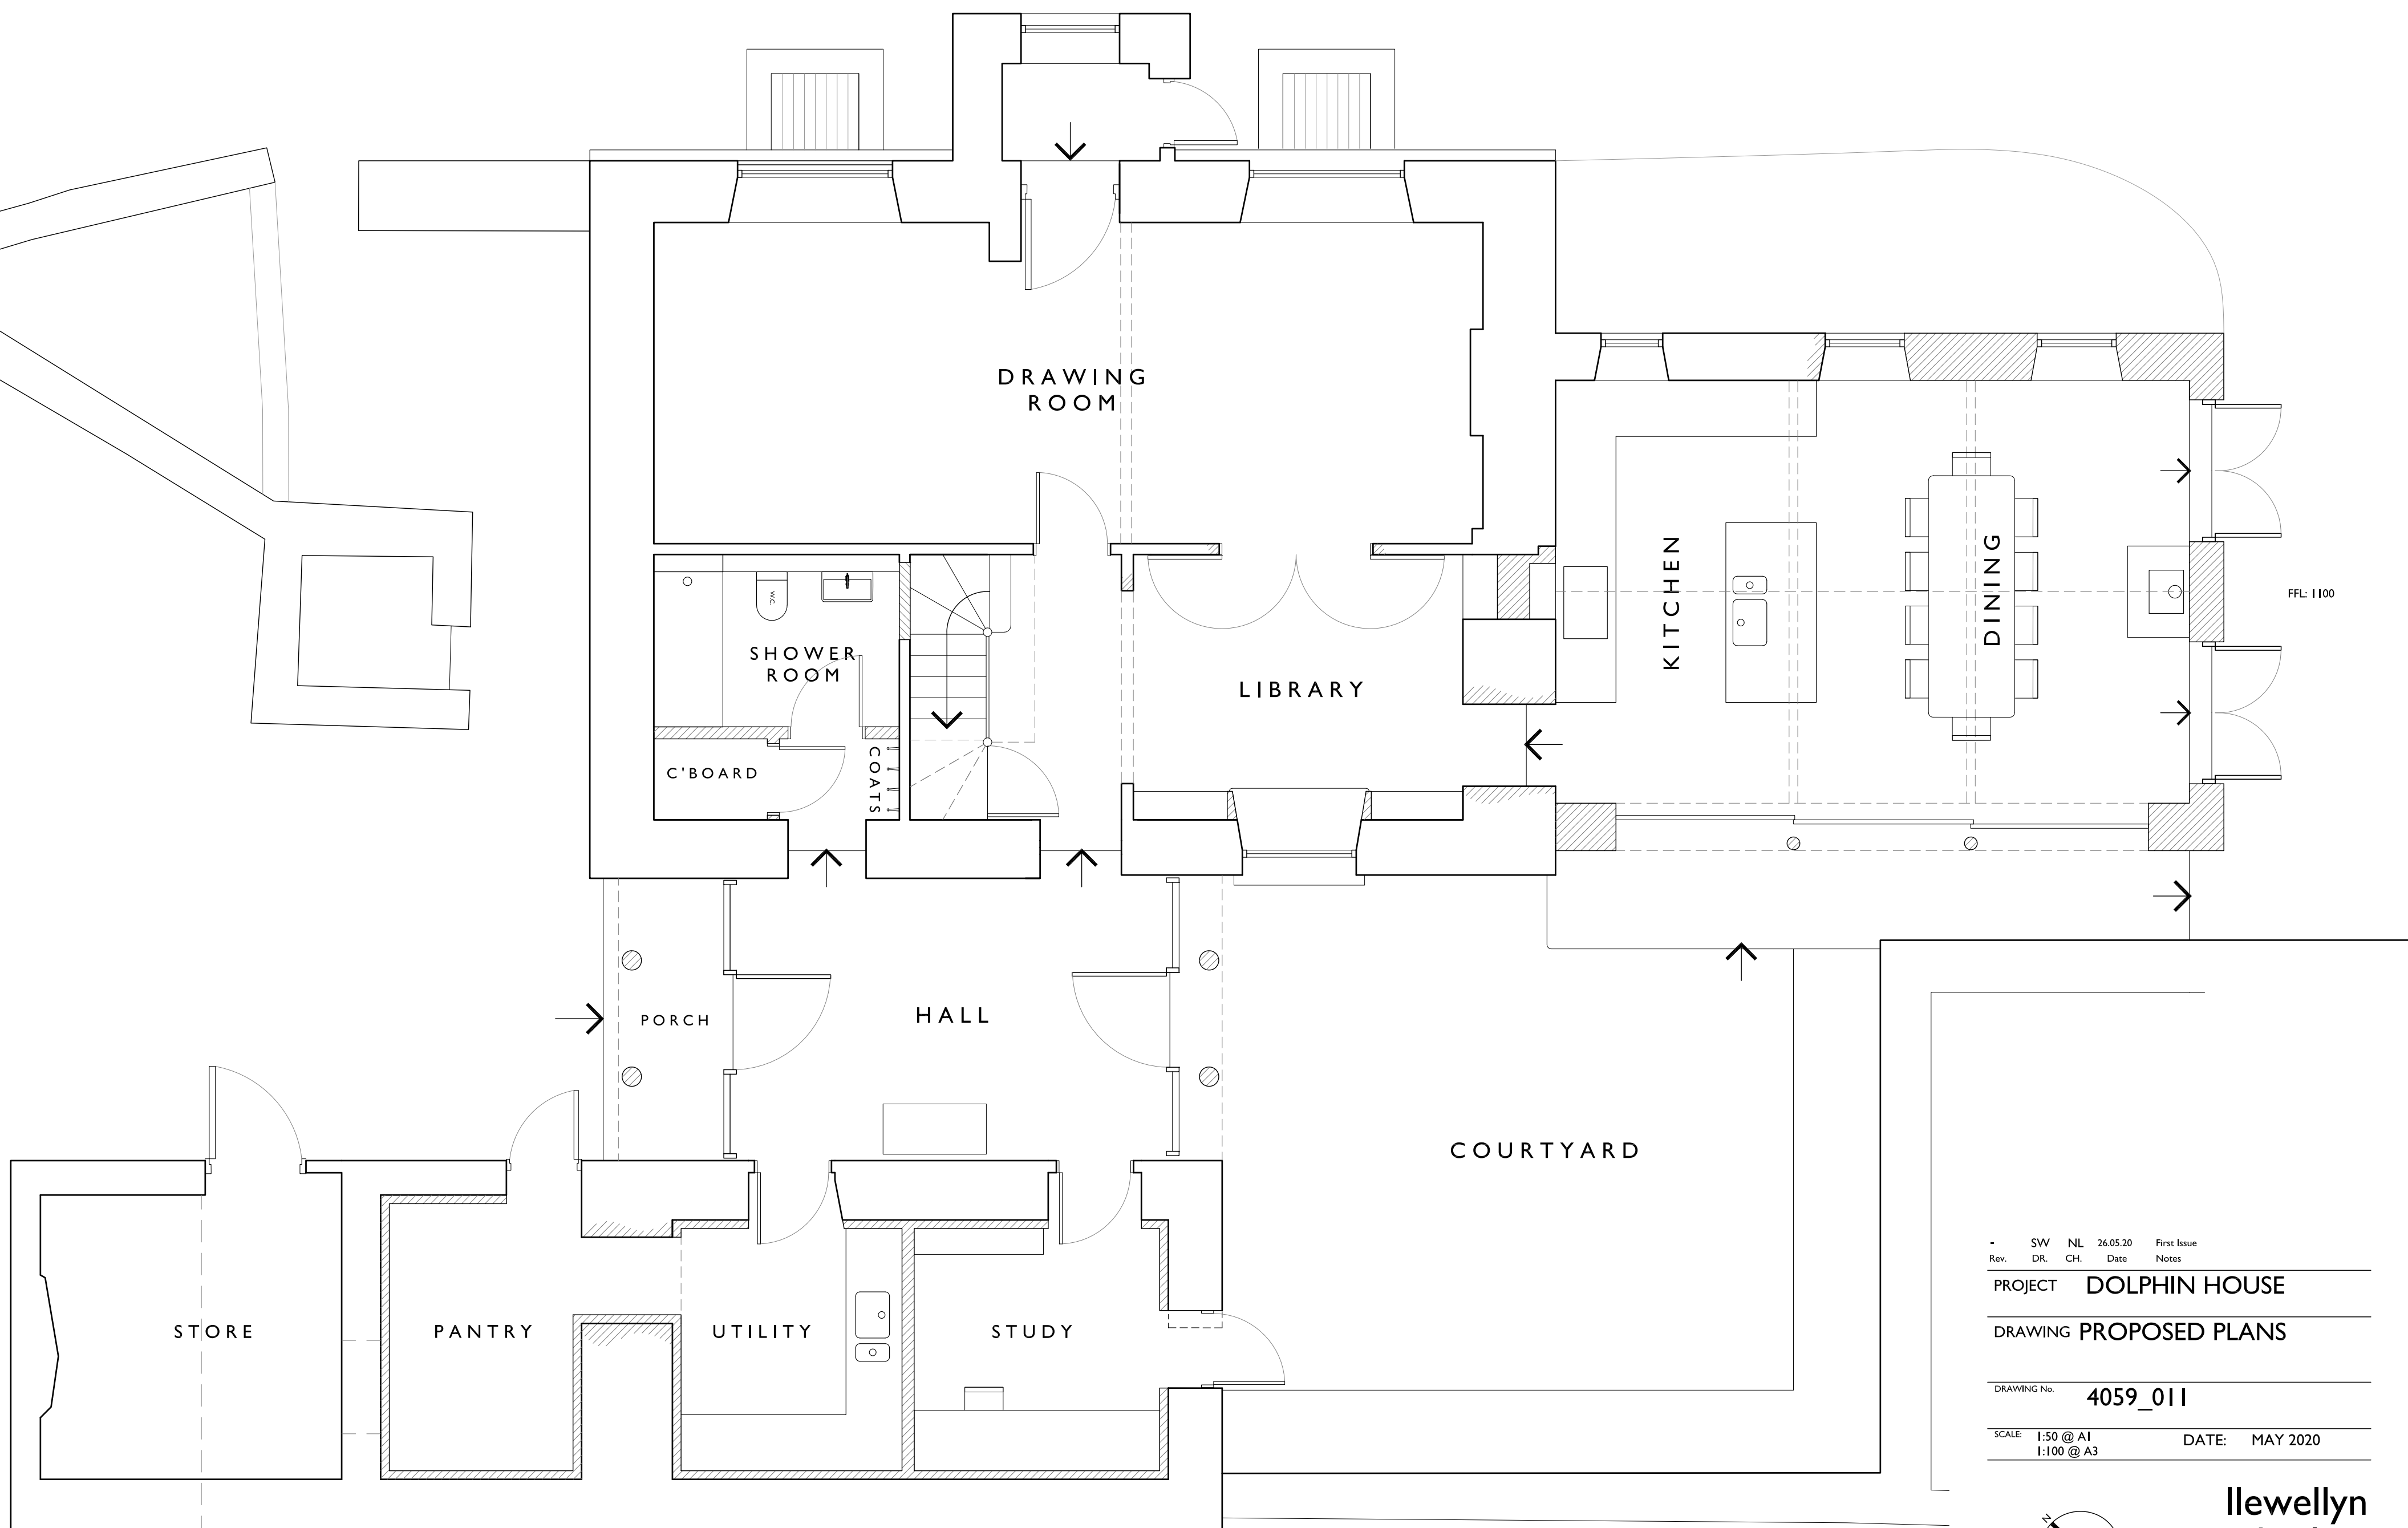 DRAWING
ROOM
KITCHEN
DINING
FFL: 1100
WC
SHOWER
ROOM
LIBRARY
C'BOARD
COATS
PORCH
HALL
COURTYARD
STORE
PANTRY
UTILITY
STUDY
- SW NL 26.05.20 First Issue
Rev. DR. CH. Date Notes
PROJECT DOLPHIN HOUSE
DRAWING PROPOSED PLANS
DRAWING No. 4059_011
SCALE: 1:50 @ A1
1:100 @ A3
DATE: MAY 2020
llewellyn
N